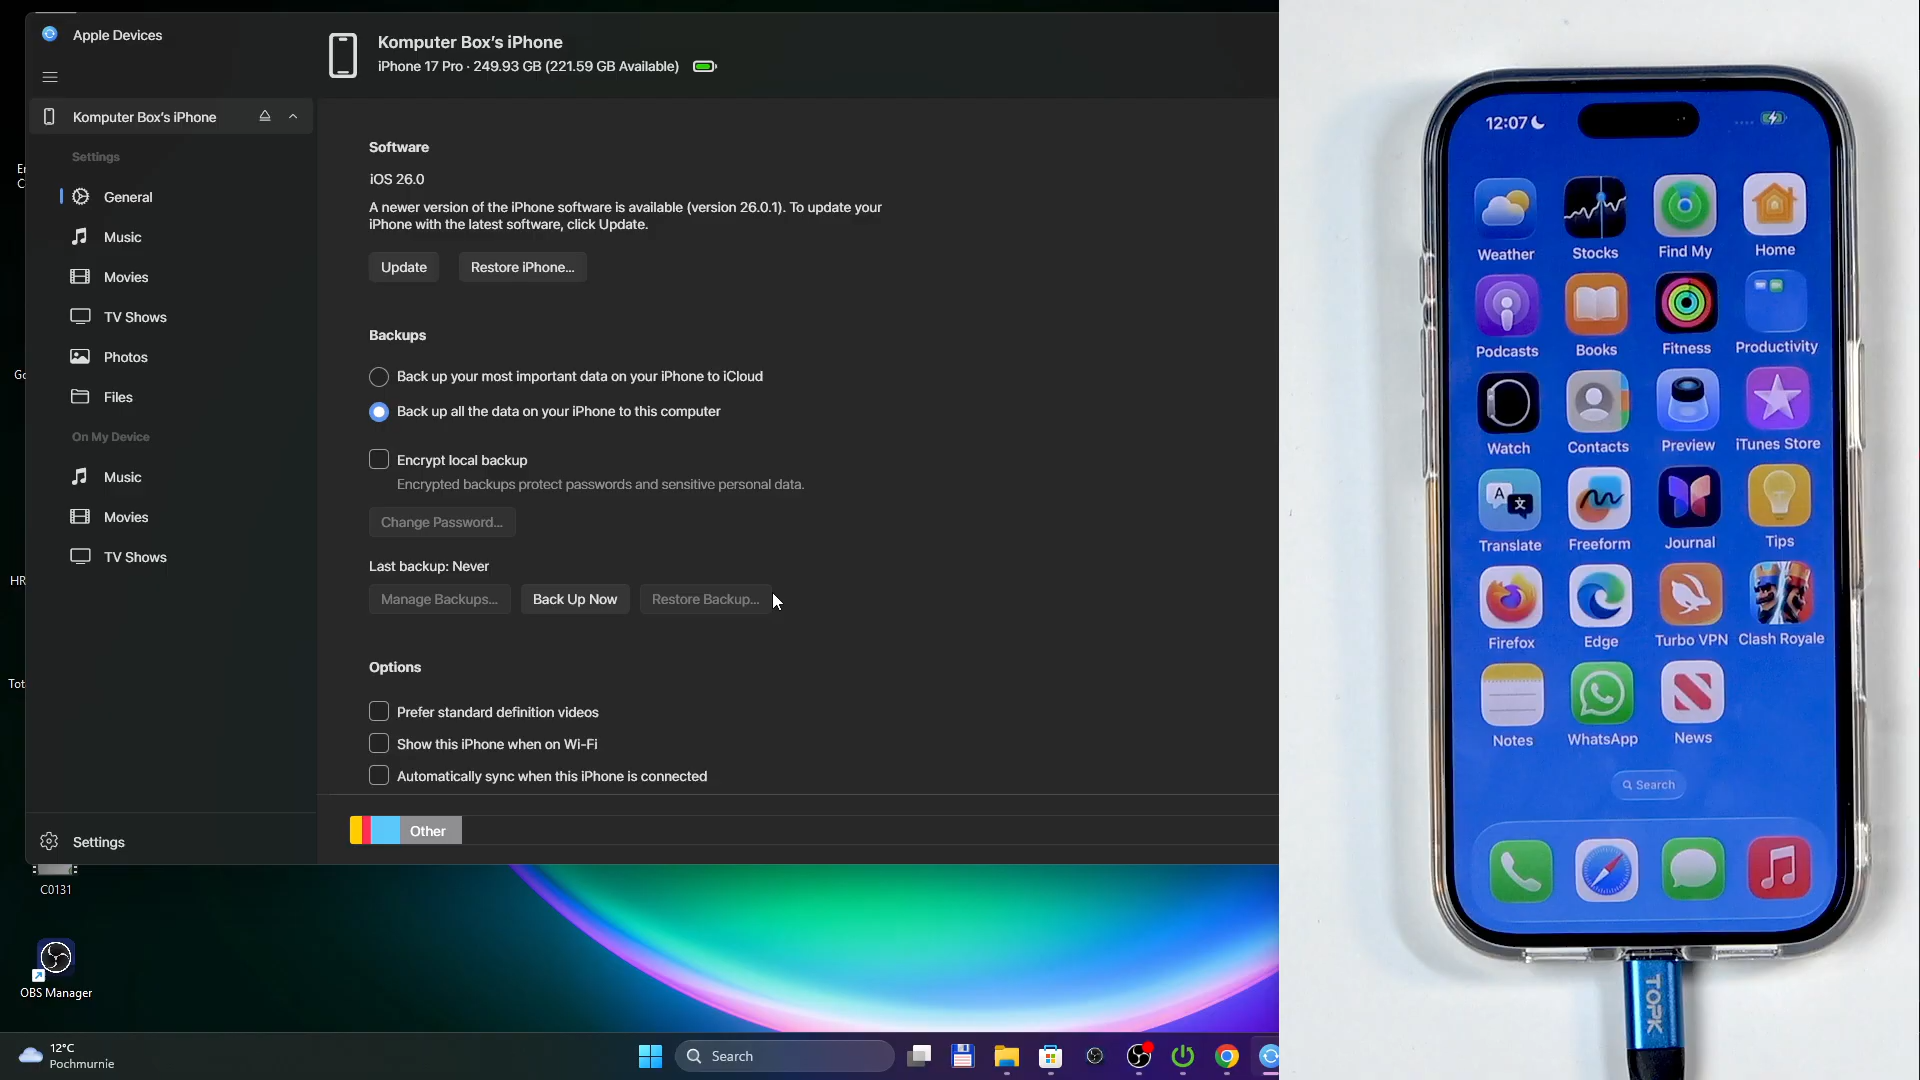 Apple Devices
Komputer Box's iPhone
iPhone 17 Pro · 249.93 GB (221.59 GB Available)
Komputer Box's iPhone
Settings
General
Music
Movies
TV Shows
Photos
Files
On My Device
Music
Movies
TV Shows
Settings
Software
iOS 26.0
A newer version of the iPhone software is available (version 26.0.1). To update your
iPhone with the latest software, click Update.
Update
Restore iPhone...
Backups
Back up your most important data on your iPhone to iCloud
Back up all the data on your iPhone to this computer
Encrypt local backup
Encrypted backups protect passwords and sensitive personal data.
Change Password...
Last backup: Never
Manage Backups...
Back Up Now
Restore Backup...
Options
Prefer standard definition videos
Show this iPhone when on Wi-Fi
Automatically sync when this iPhone is connected
Other
HR
Tot
C0131
OBS Manager
12°C
Pochmurnie
Search
12:07
Weather
Stocks
Find My
Home
Podcasts
Books
Fitness
Productivity
Watch
Contacts
Preview
iTunes Store
A
文
Translate
Freeform
Journal
Tips
Firefox
Edge
Turbo VPN
Clash Royale
Notes
WhatsApp
News
Search
TOPK